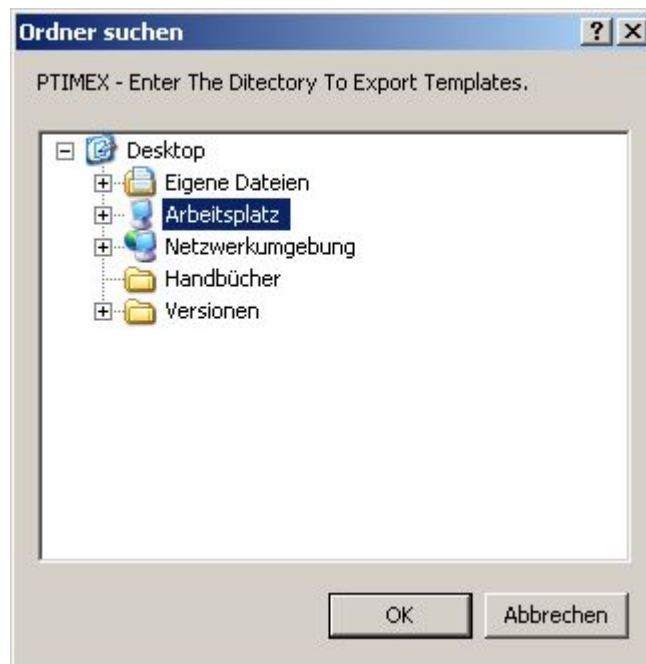 Ordner suchen
PTIMEX - Enter The Ditectory To Export Templates.
Desktop
Eigene Dateien
Arbeitsplatz
Netzwerkumgebung
Handbücher
Versionen
OK Abbrechen